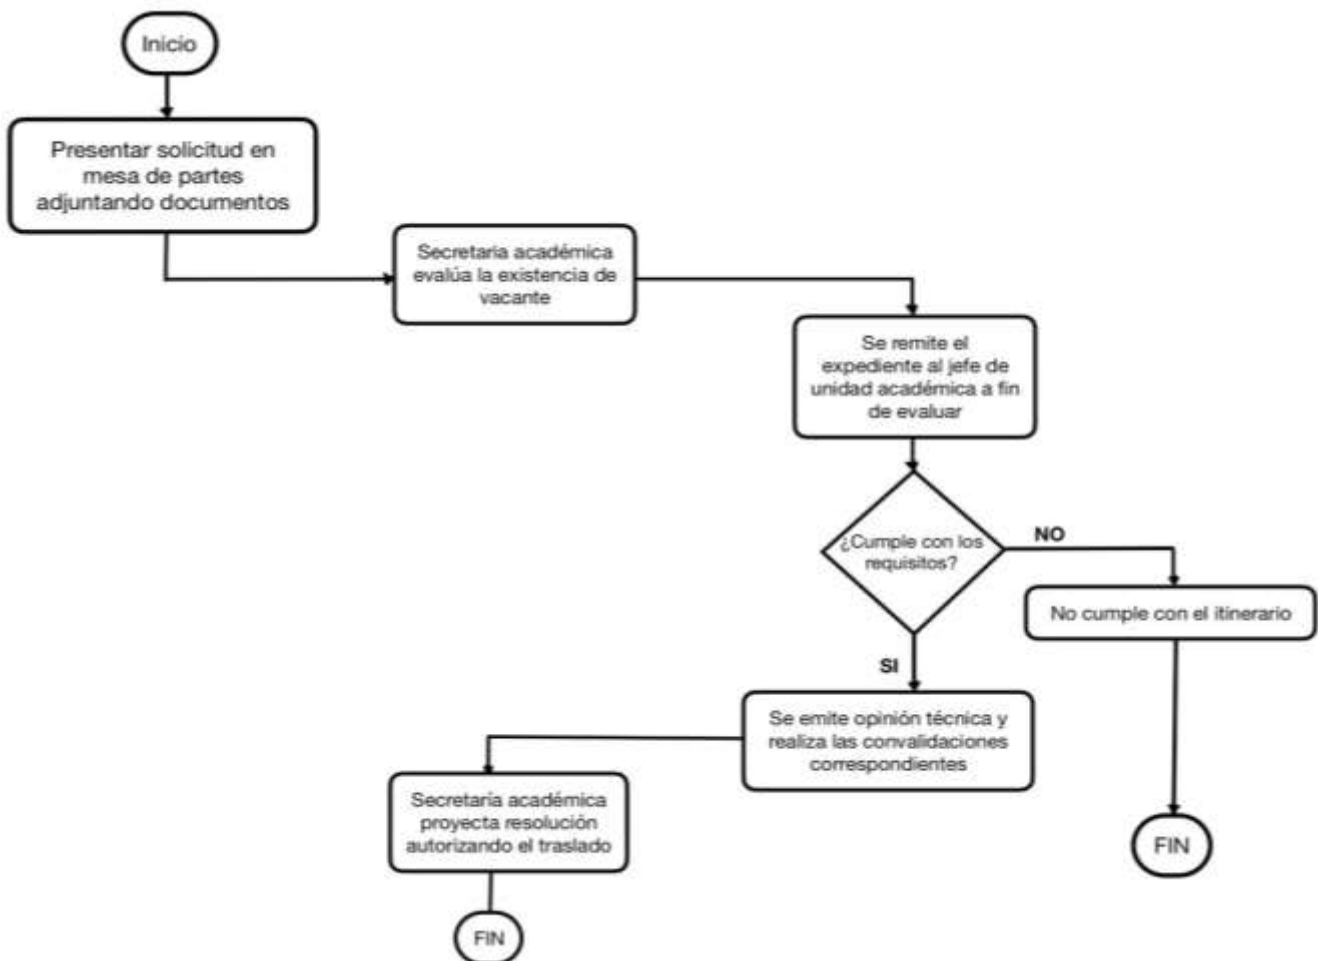 Inicio
Presentar solicitud en
mesa de partes
adjuntando documentos
Secretaria académica
evalúa la existencia de
vacante
Se remite el
expediente al jefe de
unidad académica a fin
de evaluar
¿Cumple con los
requisitos?
NO
No cumple con el itinerario
SI
Se emite opinión técnica y
realiza las convalidaciones
correspondientes
Secretaría académica
proyecta resolución
autorizando el traslado
FIN
FIN